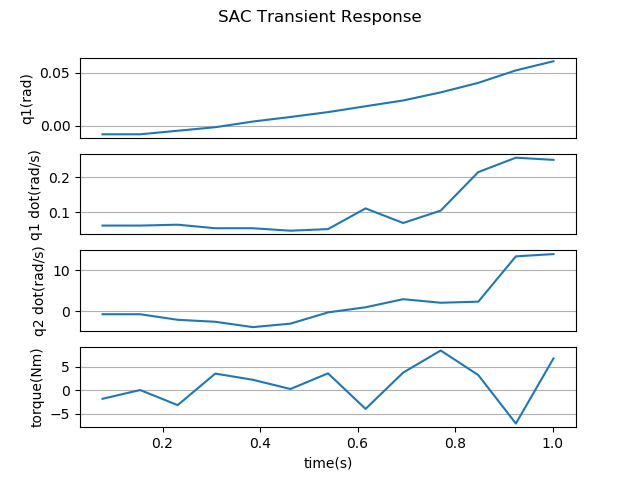 SAC Transient Response
q1(rad)
0.05
0.00
q1 dot(rad/s)
0.2
0.1
q2 dot(rad/s)
10
0
torque(Nm)
5
0
−5
0.2 0.4 0.6 0.8 1.0
time(s)